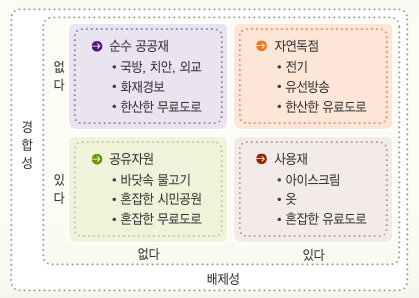 순수 공공재
• 국방, 치안, 외교
• 화재경보
• 한산한 무료도로
자연독점
• 전기
• 유선방송
• 한산한 유료도로
없다
경합성
공유자원
• 바닷속 물고기
• 혼잡한 시민공원
• 혼잡한 무료도로
사용재
• 아이스크림
• 옷
• 혼잡한 유료도로
있다
없다
있다
배제성